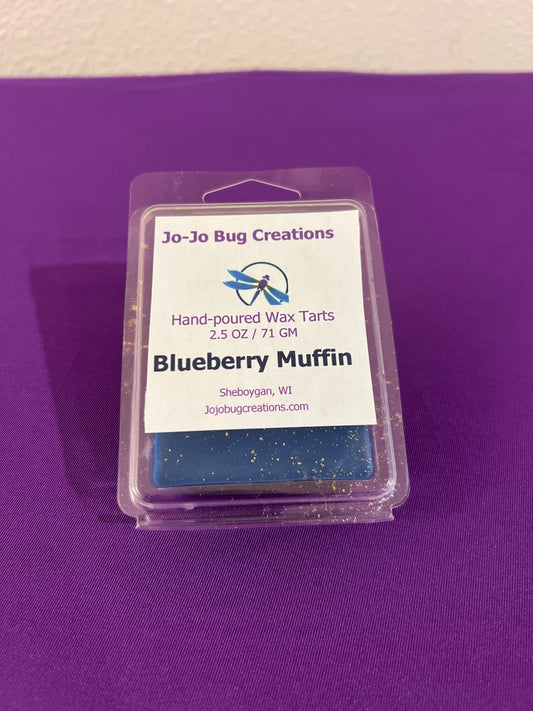 Jo-Jo Bug Creations
Hand-poured Wax Tarts
2.5 OZ / 71 GM
Blueberry Muffin
Sheboygan, WI
Jojobugcreations.com